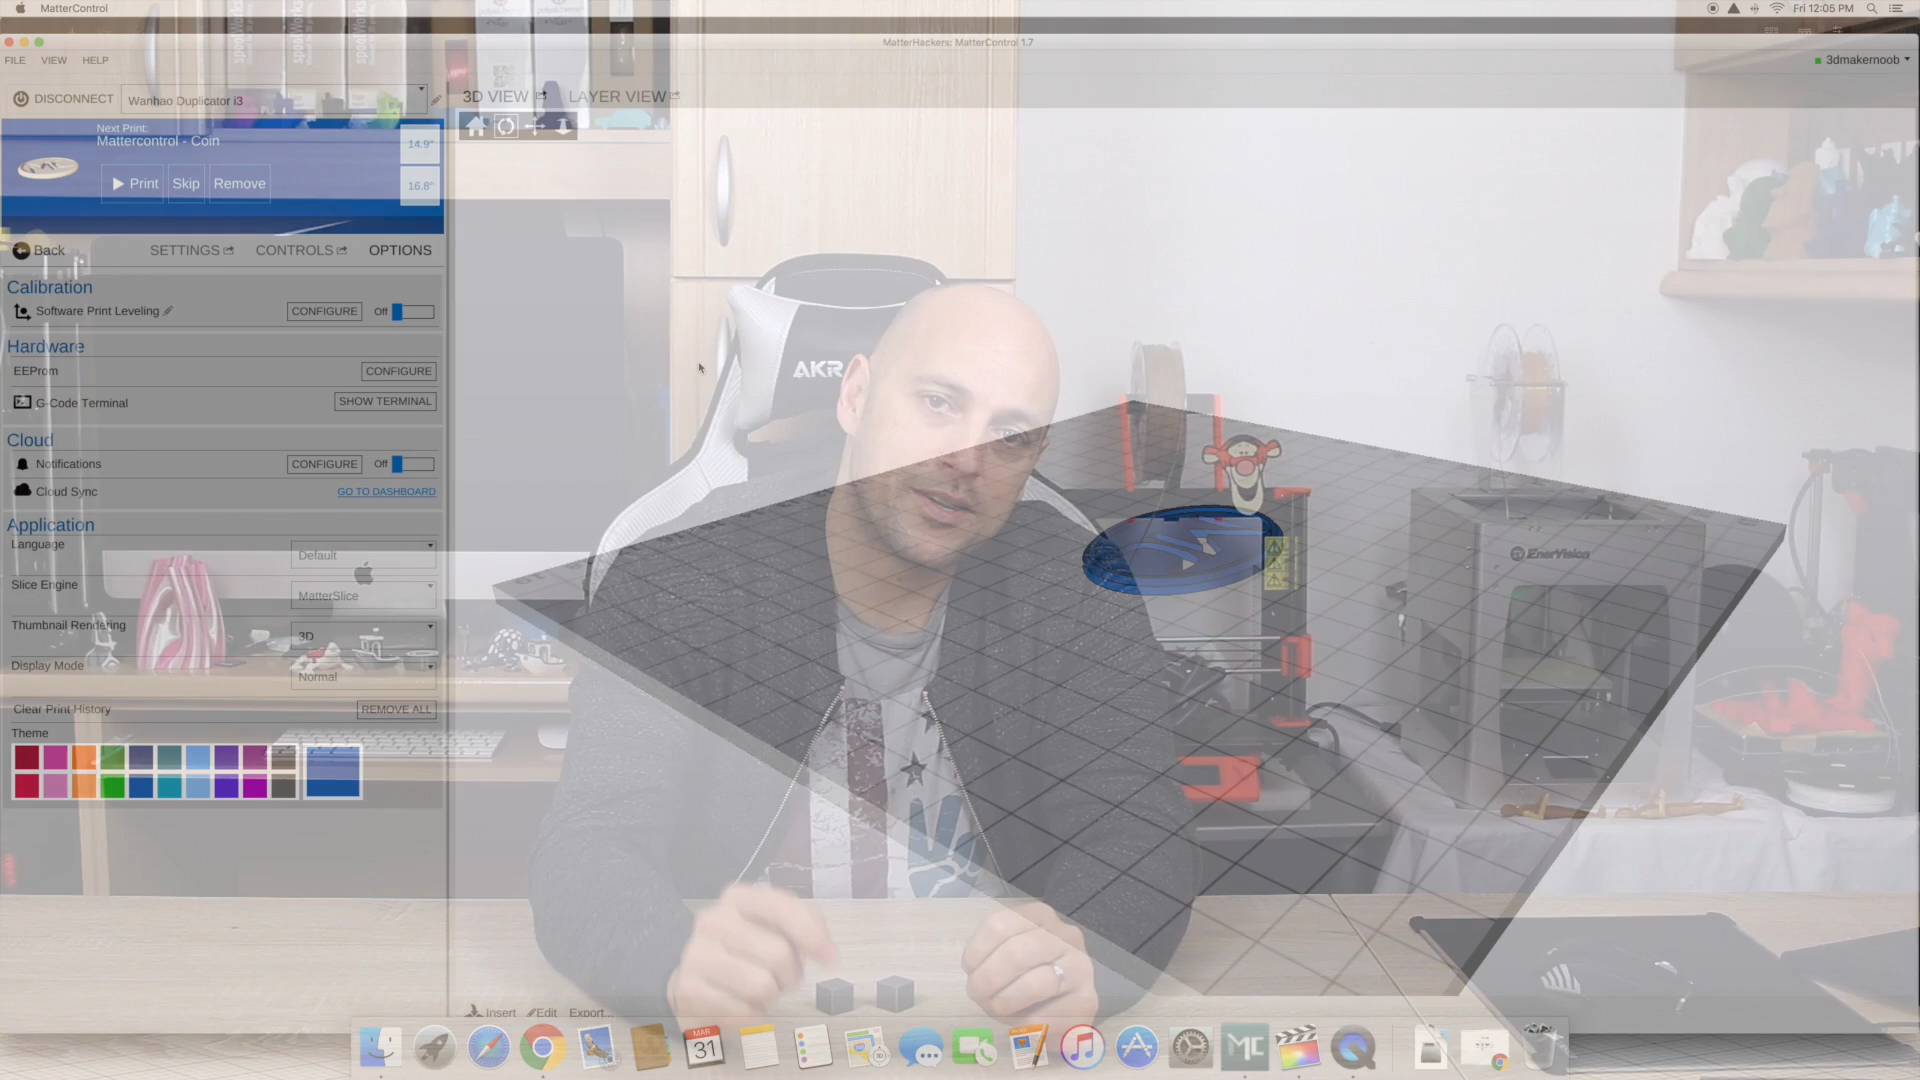 MatterControl
Fri 12:05 PM
MatterHackers: MatterControl 1.7
FILE VIEW HELP
3dmakernoob
DISCONNECT
Wanhao Duplicator i3
3D VIEW
LAYER VIEW
Next Print:
Mattercontrol - Coin
14.9°
Print
Skip
Remove
16.8°
Back
SETTINGS
CONTROLS
OPTIONS
Calibration
Software Print Leveling
CONFIGURE
Off
Hardware
EEProm
CONFIGURE
G-Code Terminal
SHOW TERMINAL
Cloud
Notifications
CONFIGURE
Off
Cloud Sync
GO TO DASHBOARD
Application
Language
Default
Slice Engine
MatterSlice
Thumbnail Rendering
3D
Display Mode
Normal
Clear Print History
REMOVE ALL
Theme
AKR
EnerVision
Insert
Edit
Export...
MAR
31
MC